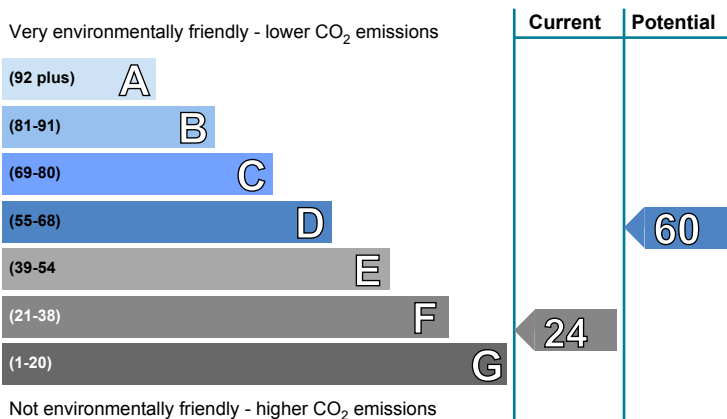 Current Potential
Very environmentally friendly - lower CO2 emissions
(92 plus) A
(81-91) B
(69-80) C
(55-68) D
60
(39-54 E
(21-38) F
24
(1-20) G
Not environmentally friendly - higher CO2 emissions